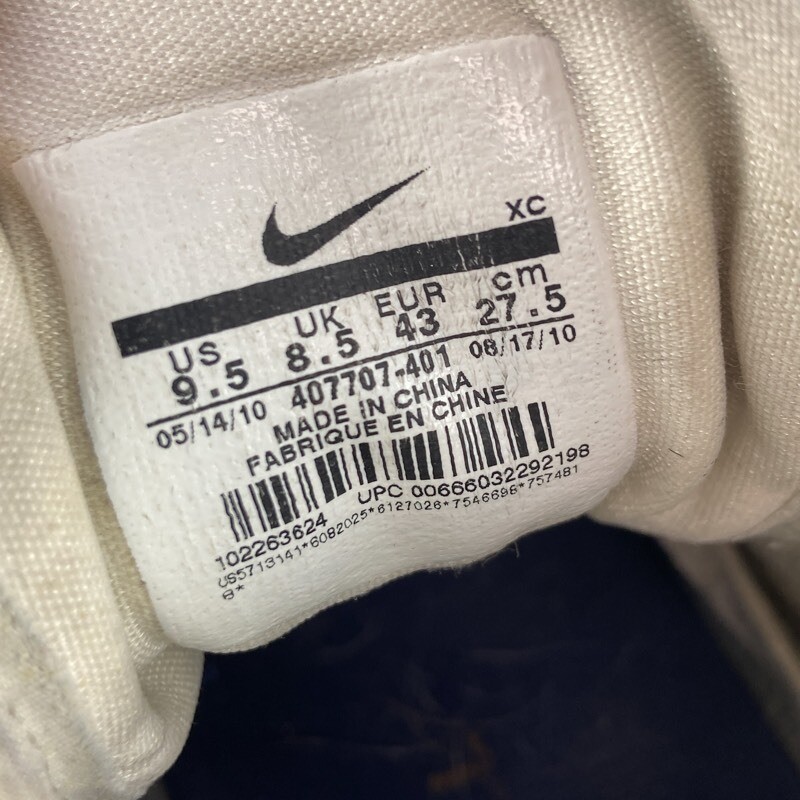 XC
US UK EUR cm
9.5 8.5 43 27.5
05/14/10 407707-401 08/17/10
MADE IN CHINA
FABRIQUE EN CHINE
102263624 UPC 00666032292198
US5713141*6082025*6127026*7546698*757481
8*